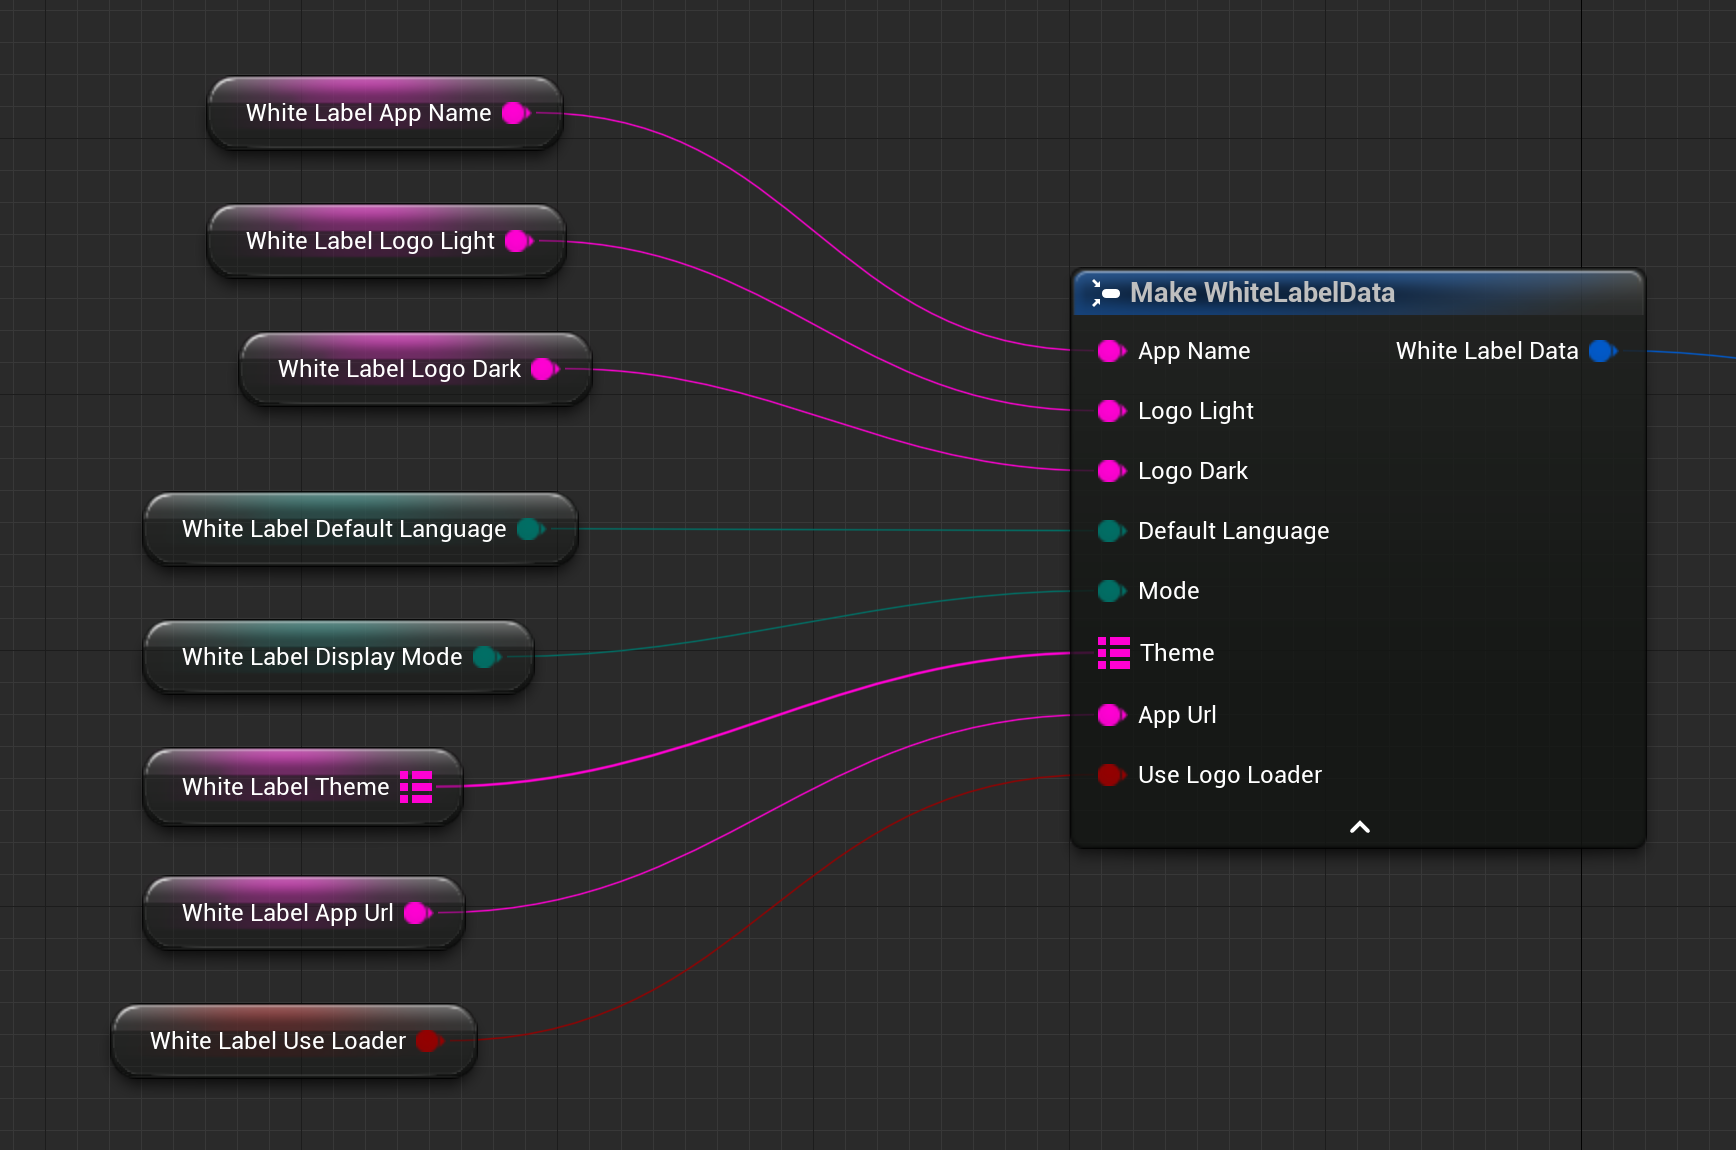 White Label App Name
White Label Logo Light
White Label Logo Dark
White Label Default Language
White Label Display Mode
White Label Theme
White Label App Url
White Label Use Loader
Make WhiteLabelData
App Name
White Label Data
Logo Light
Logo Dark
Default Language
Mode
Theme
App Url
Use Logo Loader